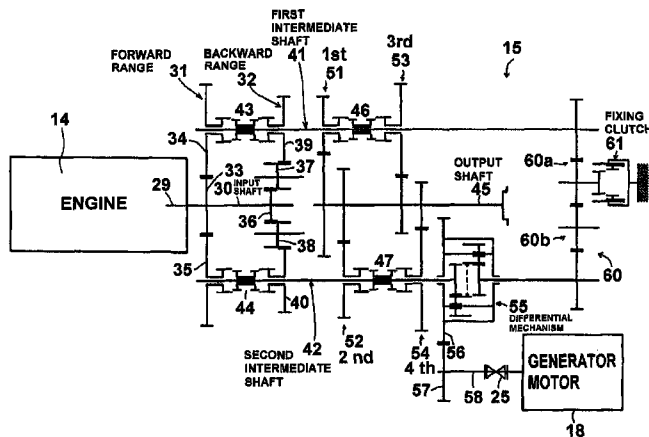 FIRST INTERMEDIATE SHAFT
41
FORWARD RANGE
31
BACKWARD RANGE
32
1st
51
3rd
53
15
14
ENGINE
29
34
33
30
INPUT SHAFT
43
39
37
36
38
46
OUTPUT SHAFT
45
60a
FIXING CLUTCH
61
60b
60
35
44
40
47
42
SECOND INTERMEDIATE SHAFT
52
2 nd
54
4 th
56
55
DIFFERENTIAL MECHANISM
57
58
25
GENERATOR MOTOR
18